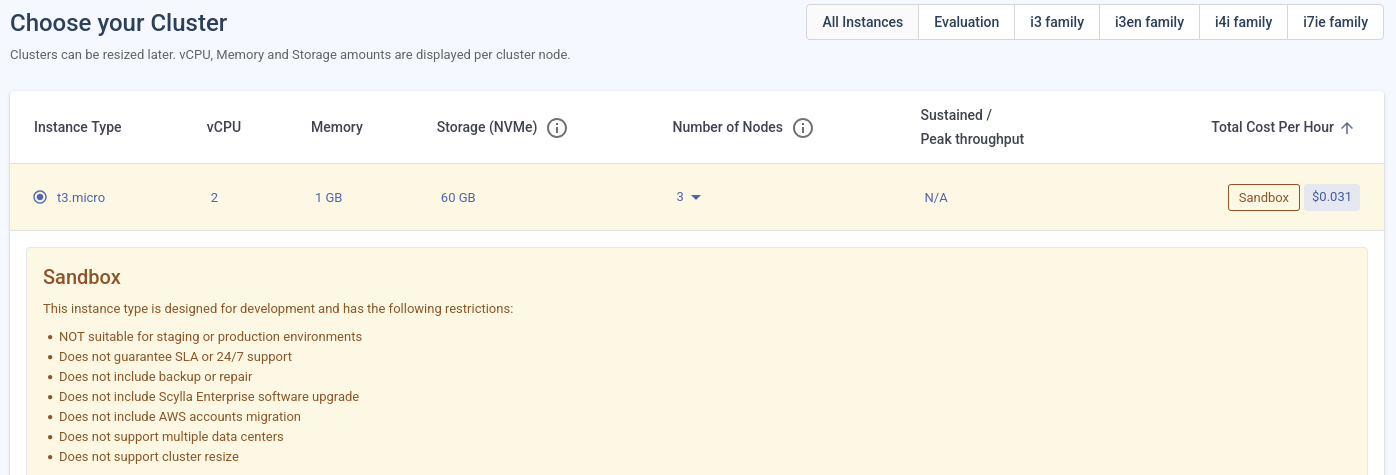 Choose your Cluster
All Instances Evaluation i3 family i3en family i4i family i7ie family
Clusters can be resized later. vCPU, Memory and Storage amounts are displayed per cluster node.
Instance Type vCPU Memory Storage (NVMe) Number of Nodes Sustained / Total Cost Per Hour
Peak throughput
t3.micro 2 1 GB 60 GB 3 N/A Sandbox $0.031
Sandbox
This instance type is designed for development and has the following restrictions:
• NOT suitable for staging or production environments
• Does not guarantee SLA or 24/7 support
• Does not include backup or repair
• Does not include Scylla Enterprise software upgrade
• Does not include AWS accounts migration
• Does not support multiple data centers
• Does not support cluster resize